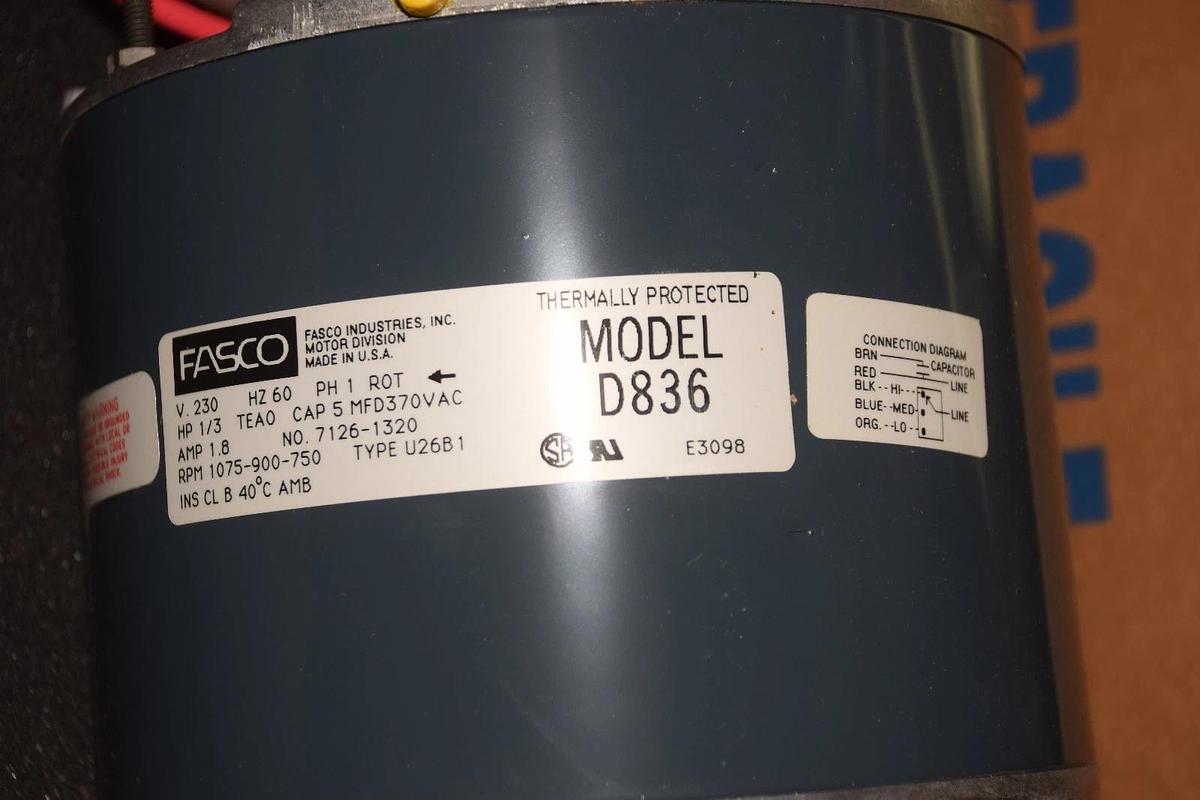 WARNING
FASCO
FASCO INDUSTRIES, INC.
MOTOR DIVISION
MADE IN U.S.A.
V. 230 HZ 60 PH 1 ROT ←
HP 1/3 TEAO CAP 5 MFD370VAC
AMP 1.8 NO. 7126-1320
RPM 1075-900-750 TYPE U26B1
INS CL B 40°C AMB
THERMALLY PROTECTED
MODEL
D836
E3098
CONNECTION DIAGRAM
BRN
CAPACITOR
RED
LINE
BLK--HI--
BLUE--MED
LINE
ORG.--LO--